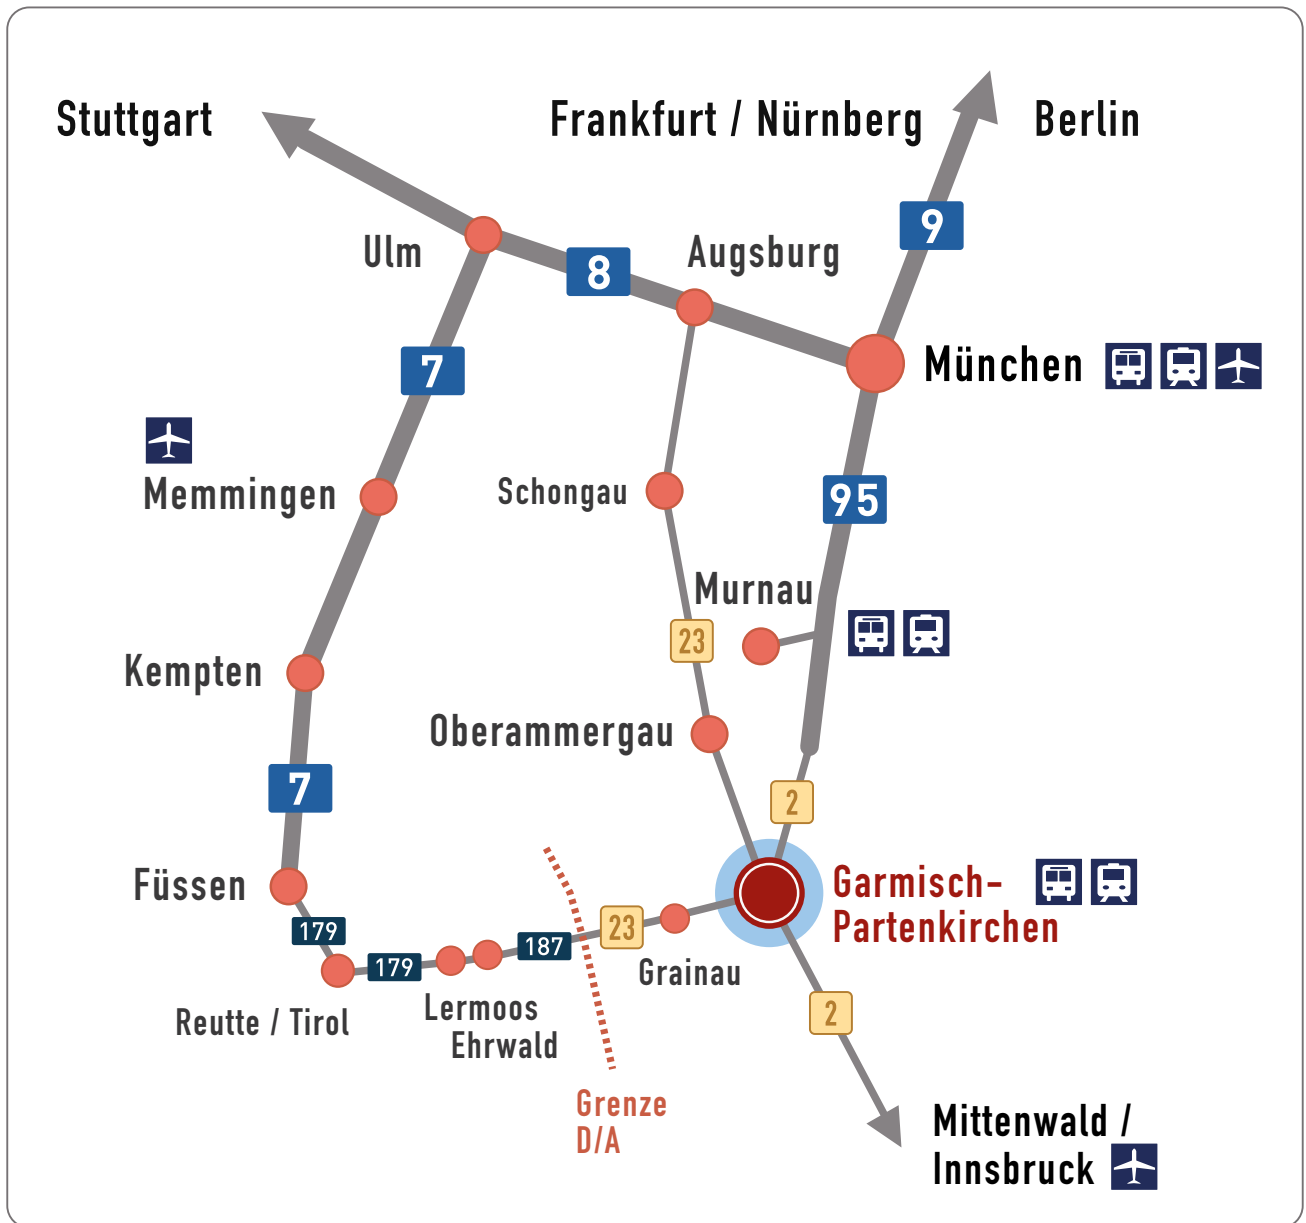 Stuttgart
Frankfurt / Nürnberg
Berlin
9
Ulm
8
Augsburg
7
München
Memmingen
Schongau
95
Murnau
23
Kempten
Oberammergau
7
2
Füssen
Garmisch-
Partenkirchen
179
179
187
23
Grainau
Reutte / Tirol
Lermoos
Ehrwald
2
Grenze
D/A
Mittenwald /
Innsbruck